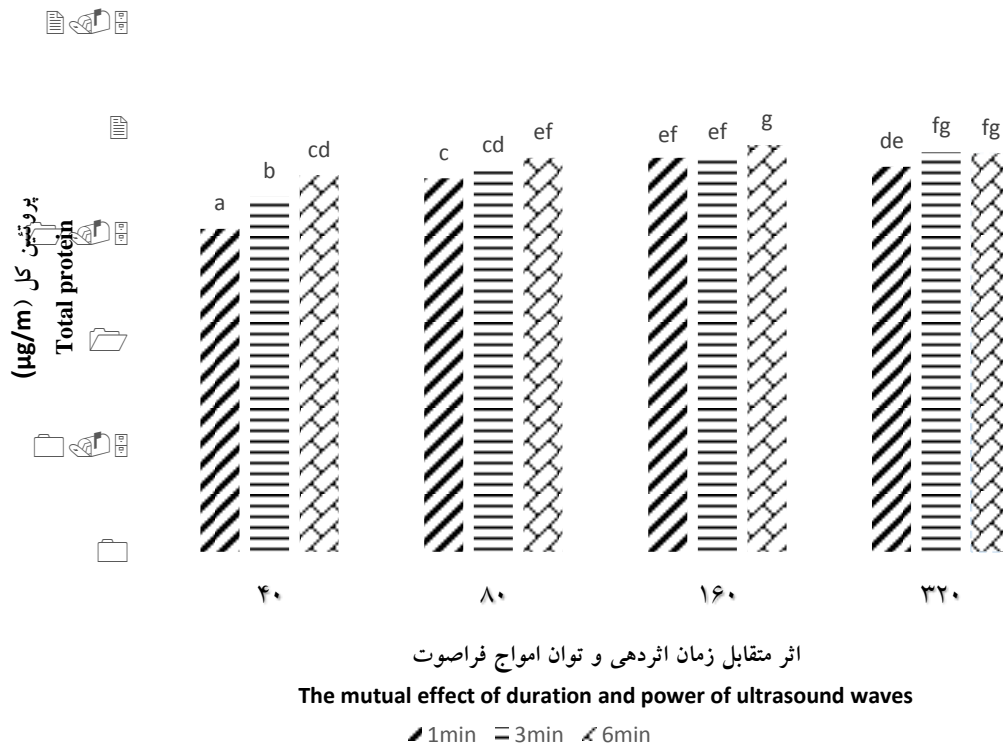 پروتئین کل (µg/m)
Total protein
a
b
cd
c
cd
ef
ef
ef
g
de
fg
fg
۴۰
۸۰
۱۶۰
۳۲۰
اثر متقابل زمان اثردهی و توان امواج فراصوت
The mutual effect of duration and power of ultrasound waves
1min 3min 6min